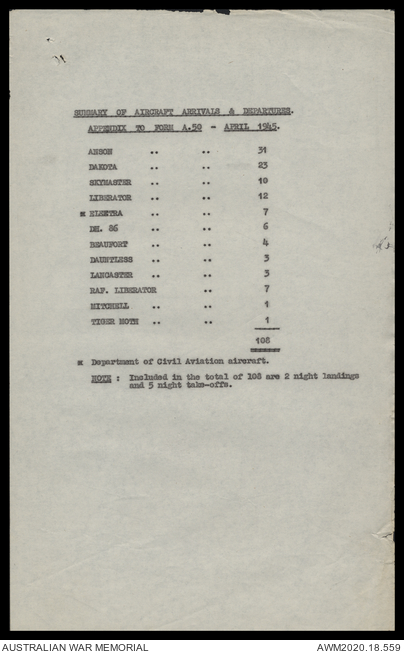 SUMMARY OF AIRCRAFT ARRIVALS & DEPARTURES.
APPENDIX TO FORM A.50 - APRIL 1945.
ANSON .. .. 31
DAKOTA .. .. 23
SKYMASTER .. .. 10
LIBERATOR .. .. 12
* ELEKTRA .. .. 7
DH. 86 .. .. 6
BEAUFORT .. .. 4
DAUNTLESS .. .. 3
LANCASTER .. .. 3
RAF. LIBERATOR .. 7
MITCHELL .. .. 1
TIGER MOTH .. .. 1
108
* Department of Civil Aviation aircraft.
NOTE : Included in the total of 108 are 2 night landings
and 5 night take-offs.
AUSTRALIAN WAR MEMORIAL AWM2020.18.559